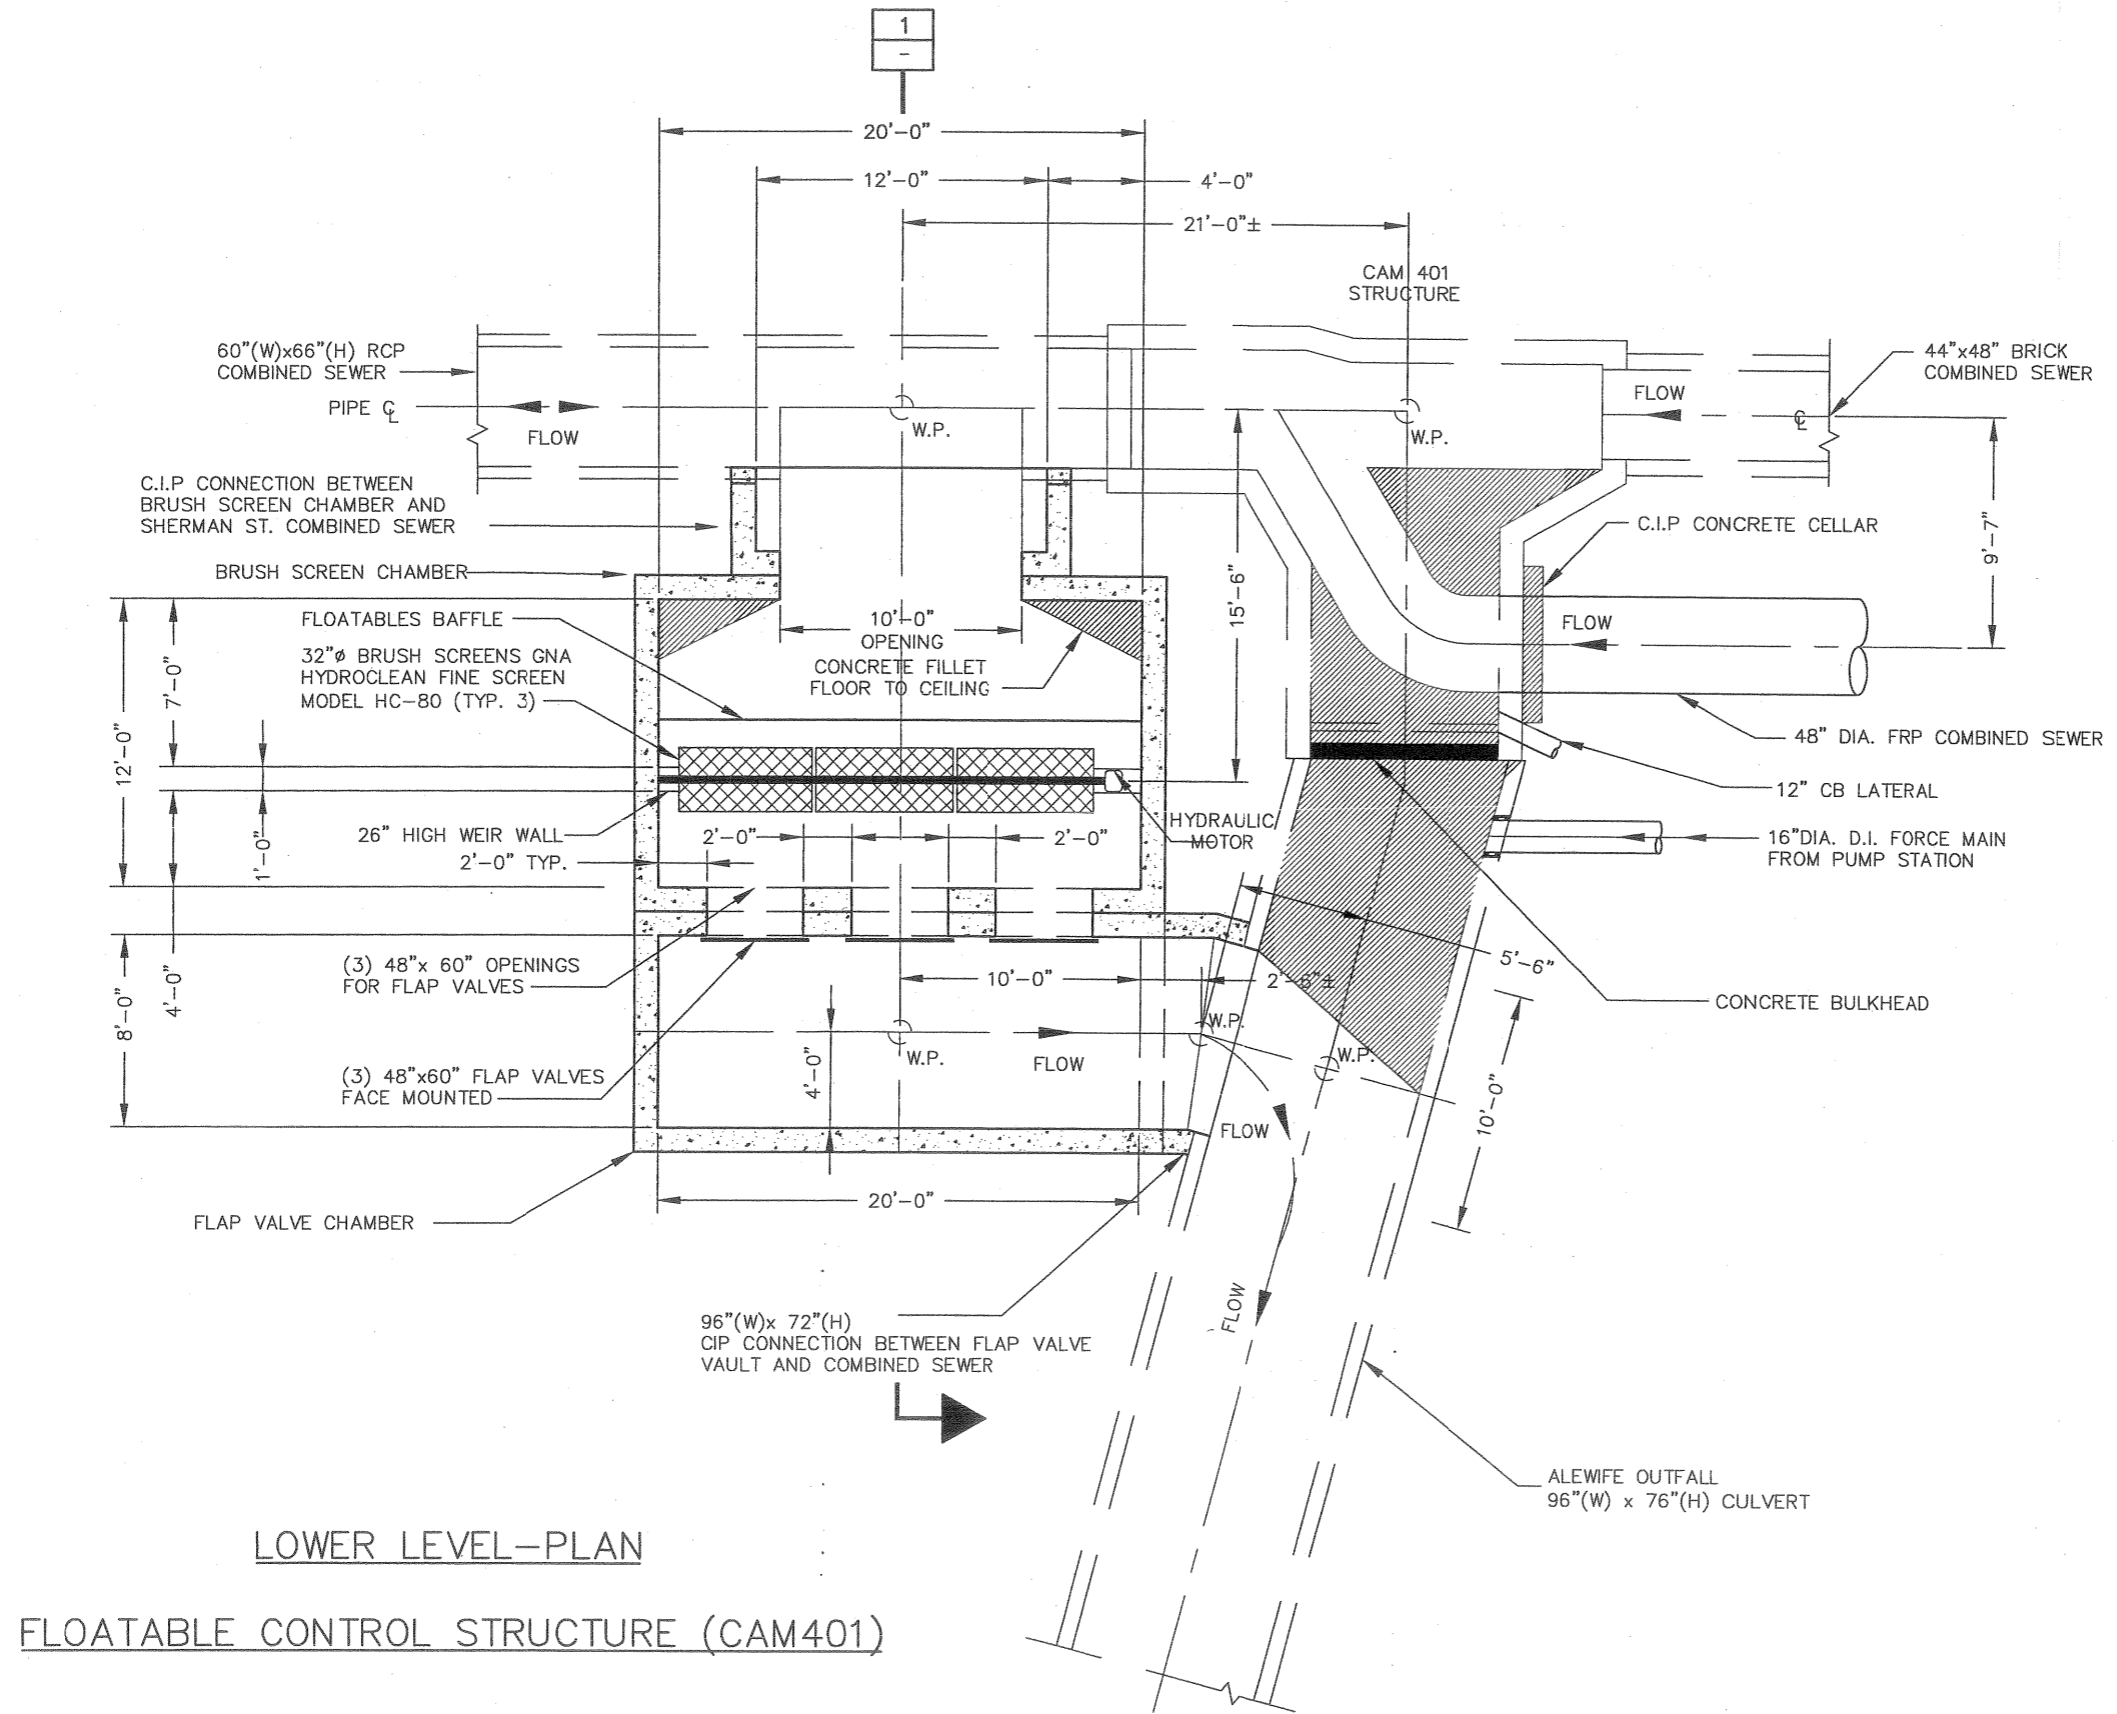 1
-
20'-0"
12'-0"
4'-0"
21'-0"±
CAM 401
STRUCTURE
60"(W)x66"(H) RCP
COMBINED SEWER
44"x48" BRICK
COMBINED SEWER
PIPE ℄
FLOW
W.P.
W.P.
FLOW
℄
C.I.P CONNECTION BETWEEN
BRUSH SCREEN CHAMBER AND
SHERMAN ST. COMBINED SEWER
C.I.P CONCRETE CELLAR
9'-7"
BRUSH SCREEN CHAMBER
15'-6"
FLOATABLES BAFFLE
10'-0"
OPENING
FLOW
32"ø BRUSH SCREENS GNA
HYDROCLEAN FINE SCREEN
MODEL HC-80 (TYP. 3)
CONCRETE FILLET
FLOOR TO CEILING
7'-0"
12'-0"
48" DIA. FRP COMBINED SEWER
12" CB LATERAL
26" HIGH WEIR WALL
2'-0"
2'-0"
HYDRAULIC
MOTOR
1'-0"
2'-0" TYP.
16"DIA. D.I. FORCE MAIN
FROM PUMP STATION
(3) 48"x 60" OPENINGS
FOR FLAP VALVES
8'-0"
4'-0"
10'-0"
2'-6"±
5'-6"
CONCRETE BULKHEAD
W.P.
W.P.
W.P.
FLOW
4'-0"
(3) 48"x60" FLAP VALVES
FACE MOUNTED
10'-0"
FLOW
20'-0"
FLAP VALVE CHAMBER
FLOW
96"(W)x 72"(H)
CIP CONNECTION BETWEEN FLAP VALVE
VAULT AND COMBINED SEWER
ALEWIFE OUTFALL
96"(W) x 76"(H) CULVERT
LOWER LEVEL-PLAN
FLOATABLE CONTROL STRUCTURE (CAM401)